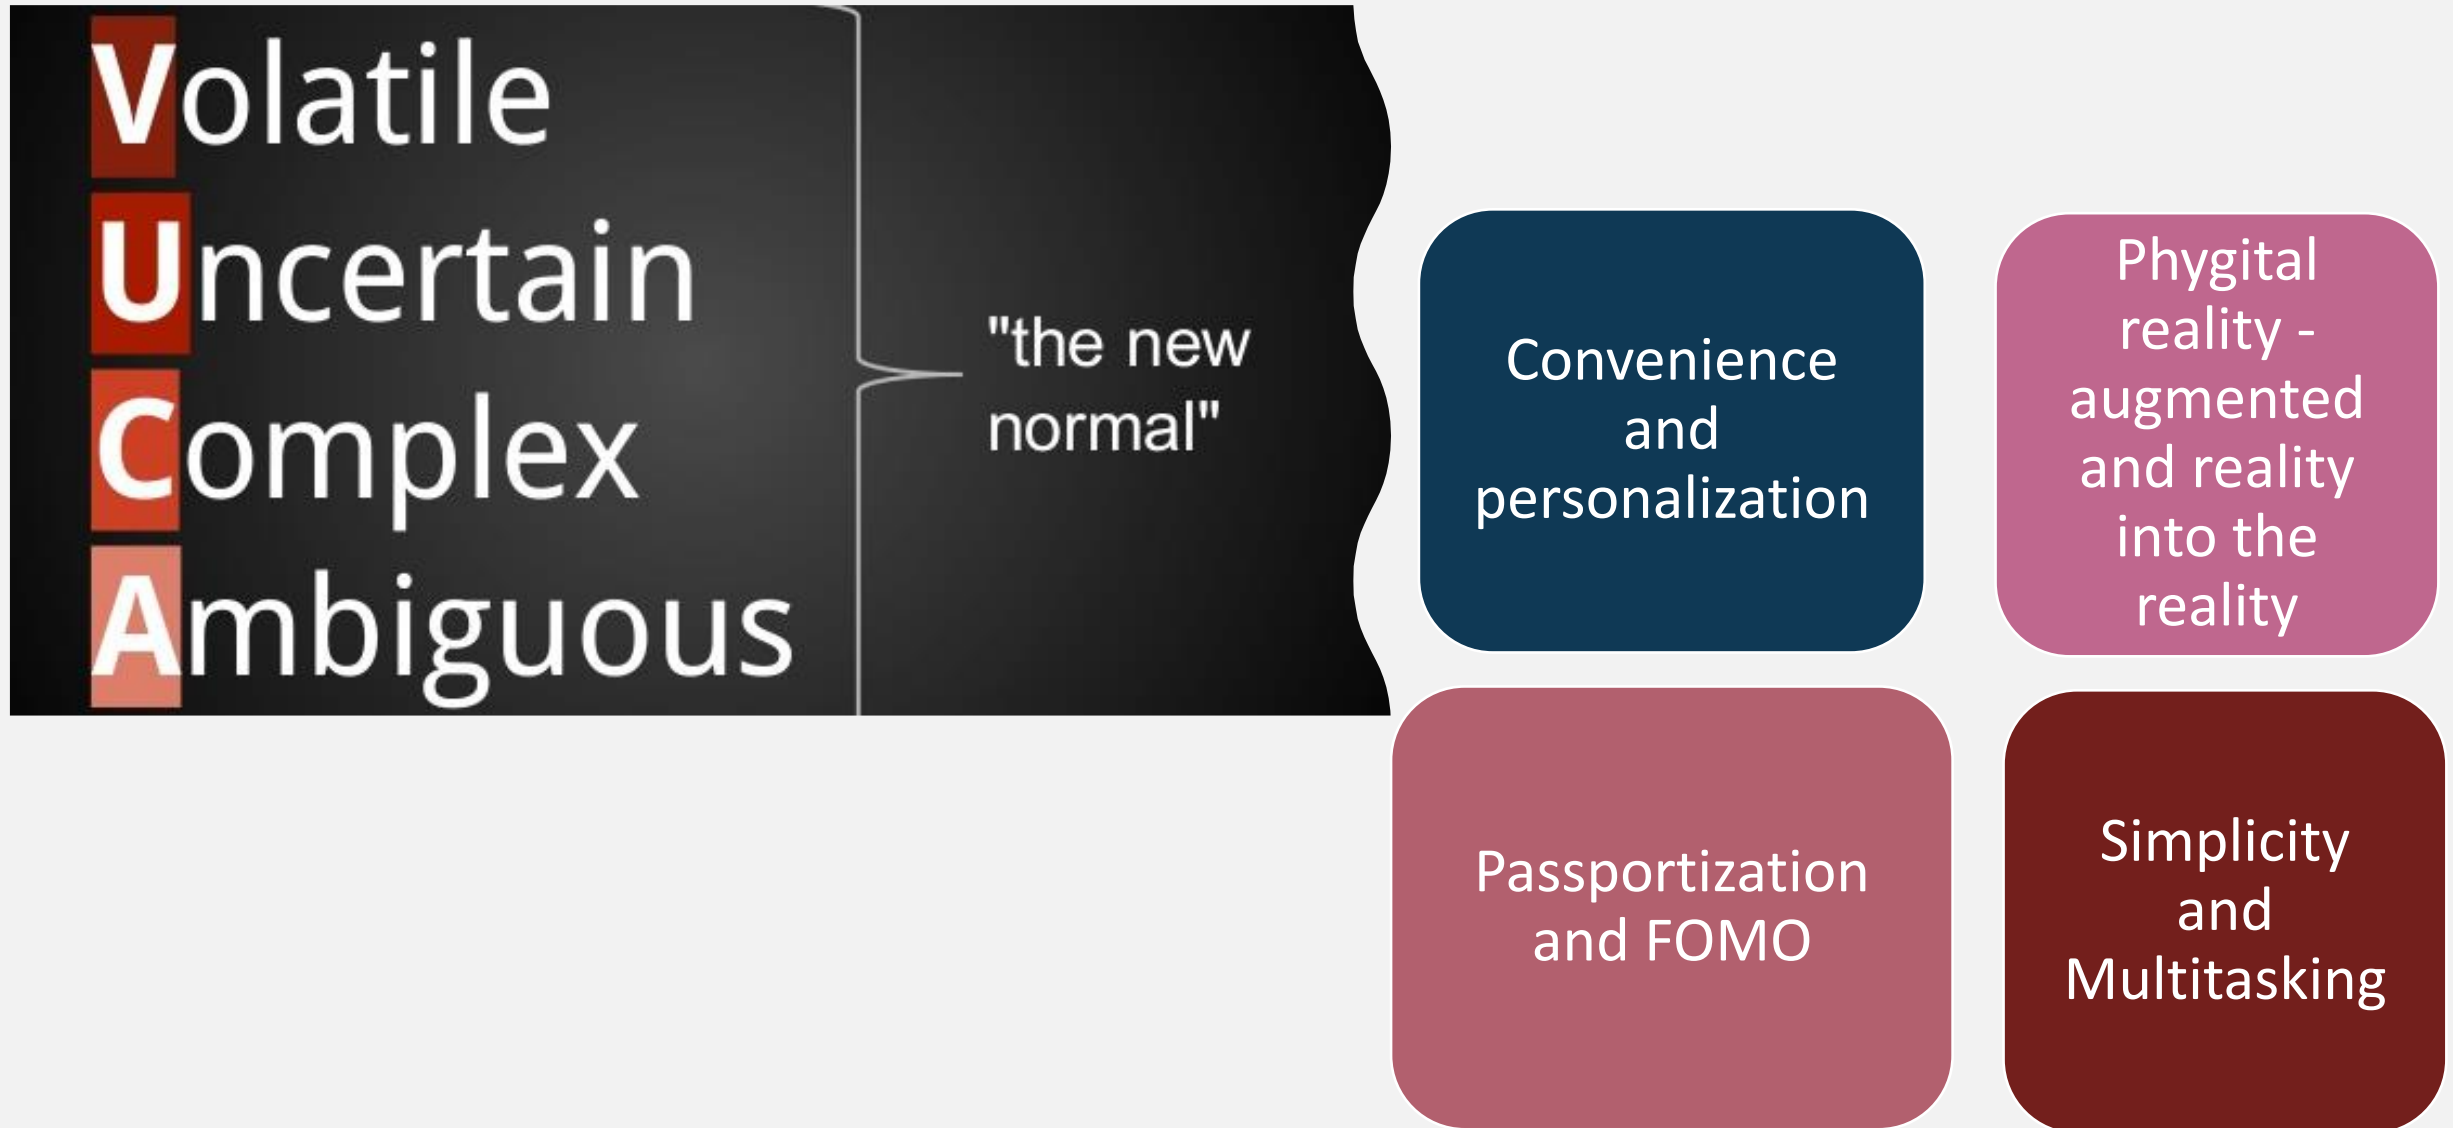 Volatile
Uncertain
Complex
Ambiguous
"the new
normal"
Convenience
and
personalization
Phygital
reality -
augmented
and reality
into the
reality
Passportization
and FOMO
Simplicity
and
Multitasking